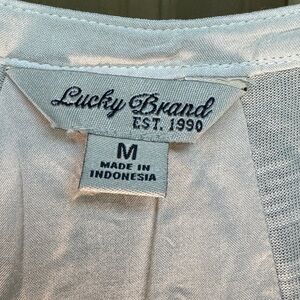 Lucky Brand
EST. 1990
M
MADE IN
INDONESIA